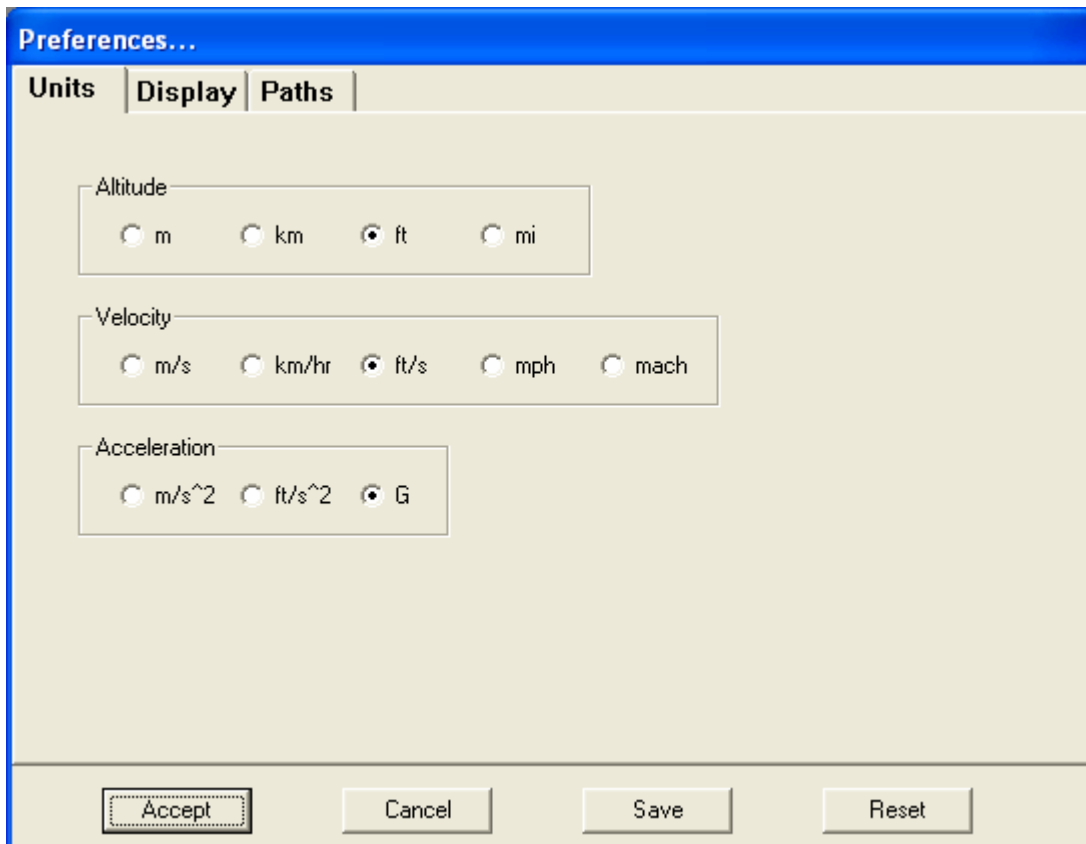 Preferences...
Units Display Paths
Altitude
m km ft mi
Velocity
m/s km/hr ft/s mph mach
Acceleration
m/s^2 ft/s^2 G
Accept Cancel Save Reset